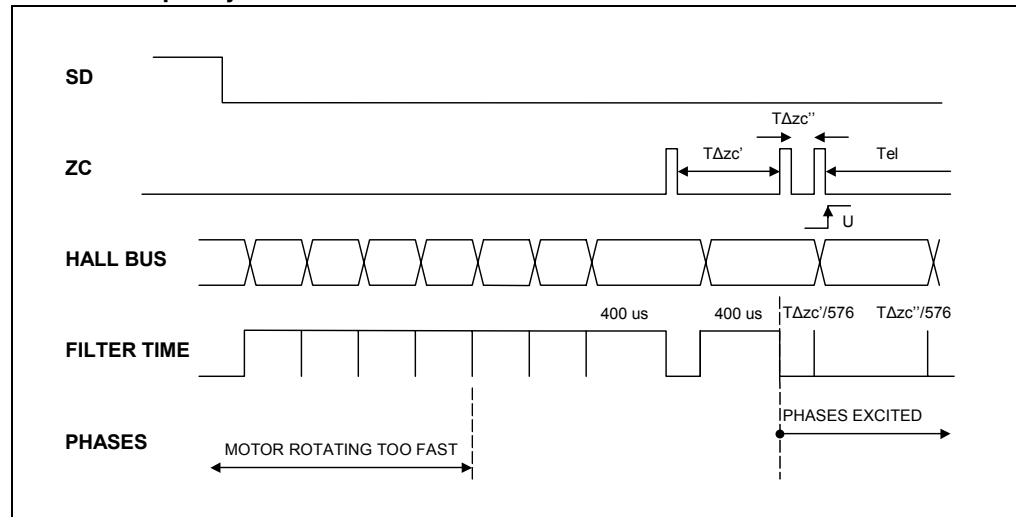 SD
TΔzc''
TΔzc'
Tel
ZC
U
HALL BUS
400 us
400 us
TΔzc'/576
TΔzc''/576
FILTER TIME
PHASES EXCITED
PHASES
MOTOR ROTATING TOO FAST